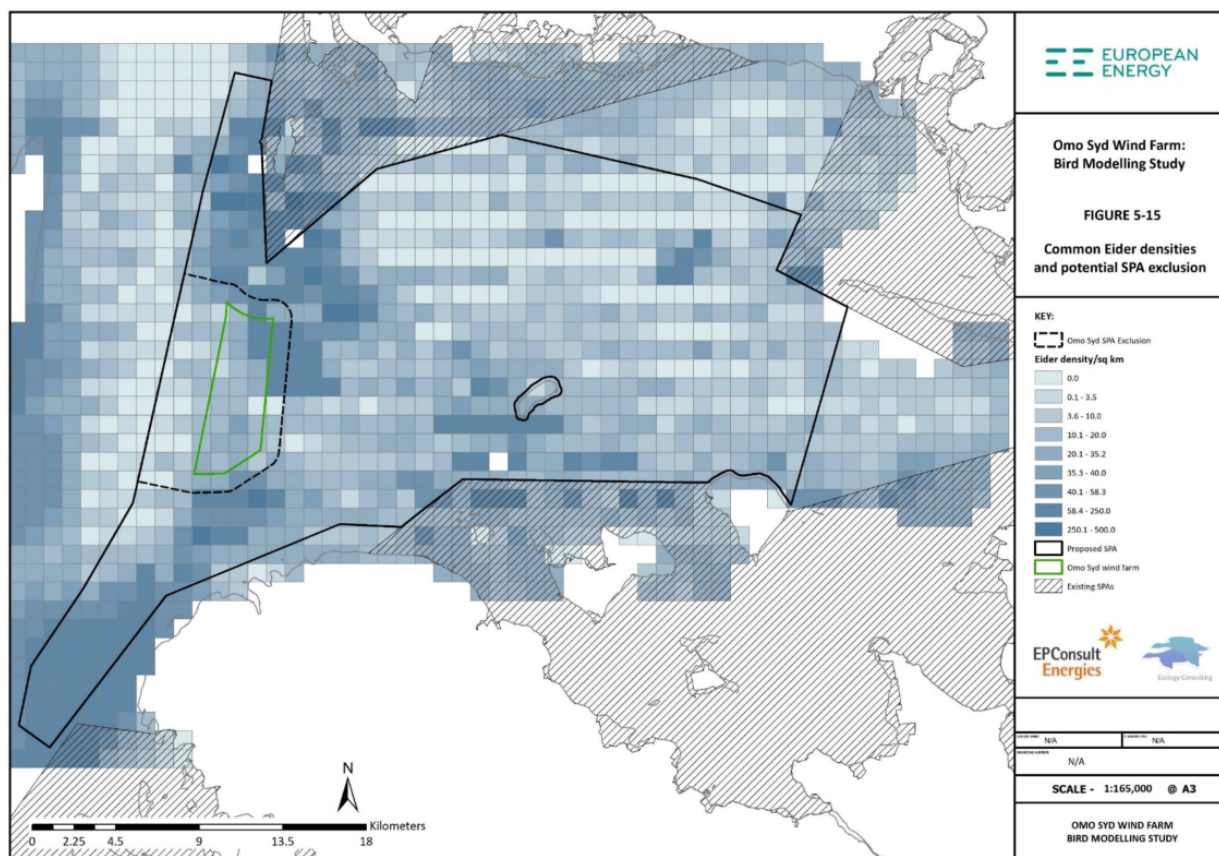 EUROPEAN
ENERGY
Omo Syd Wind Farm:
Bird Modelling Study
FIGURE 5-15
Common Eider densities
and potential SPA exclusion
KEY:
Omo Syd SPA Exclusion
Eider density/sq km
0.0
0.1 - 3.5
3.6 - 10.0
10.1 - 20.0
20.1 - 35.2
35.3 - 40.0
40.1 - 58.3
58.4 - 250.0
250.1 - 500.0
Proposed SPA
Omo Syd wind farm
Existing SPAs
EPConsult
Energies
Ecology Consulting
N/A
N/A
N/A
SCALE - 1:165,000 @ A3
OMO SYD WIND FARM
BIRD MODELLING STUDY
N
Kilometers
0 2.25 4.5 9 13.5 18